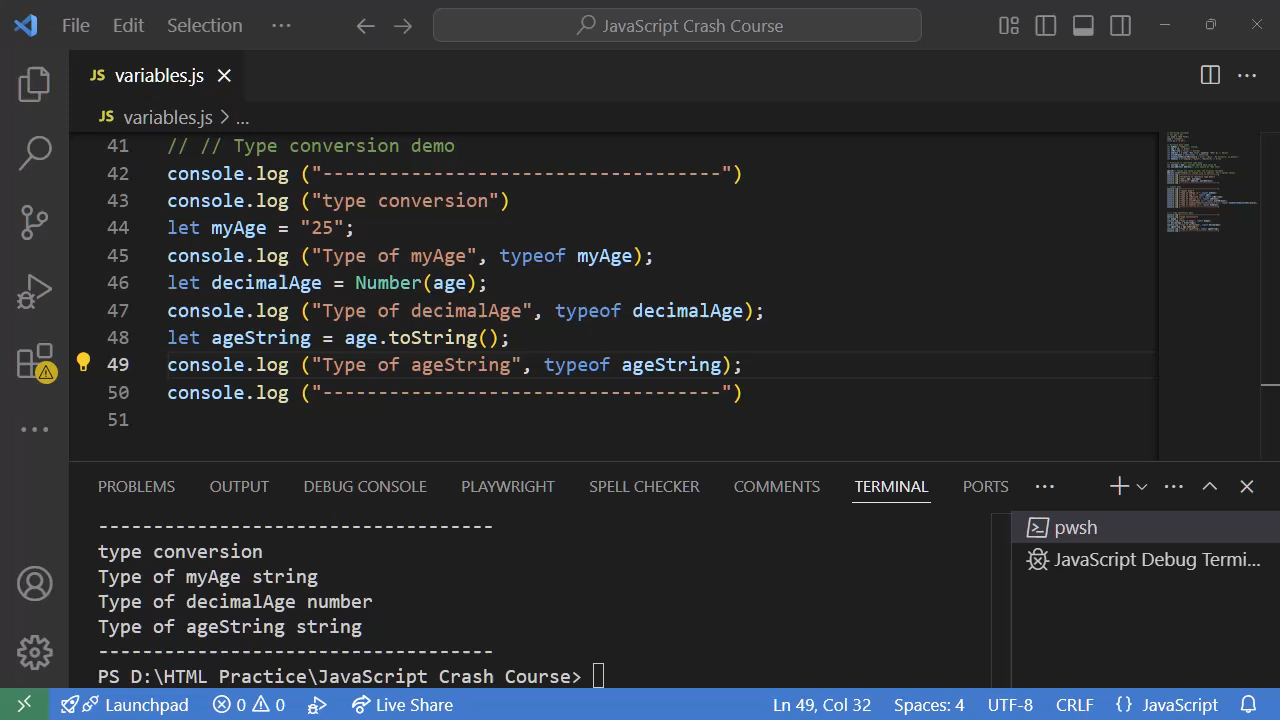 File Edit Selection ··· JavaScript Crash Course
JS variables.js
JS variables.js > ...
41 // // Type conversion demo
42 console.log ("------------------------------------")
43 console.log ("type conversion")
44 let myAge = "25";
45 console.log ("Type of myAge", typeof myAge);
46 let decimalAge = Number(age);
47 console.log ("Type of decimalAge", typeof decimalAge);
48 let ageString = age.toString();
49 console.log ("Type of ageString", typeof ageString);
50 console.log ("------------------------------------")
51
PROBLEMS OUTPUT DEBUG CONSOLE PLAYWRIGHT SPELL CHECKER COMMENTS TERMINAL PORTS ···
------------------------------------
type conversion
Type of myAge string
Type of decimalAge number
Type of ageString string
------------------------------------
PS D:\HTML Practice\JavaScript Crash Course>
pwsh
JavaScript Debug Termi...
Launchpad 0 0 Live Share Ln 49, Col 32 Spaces: 4 UTF-8 CRLF {} JavaScript